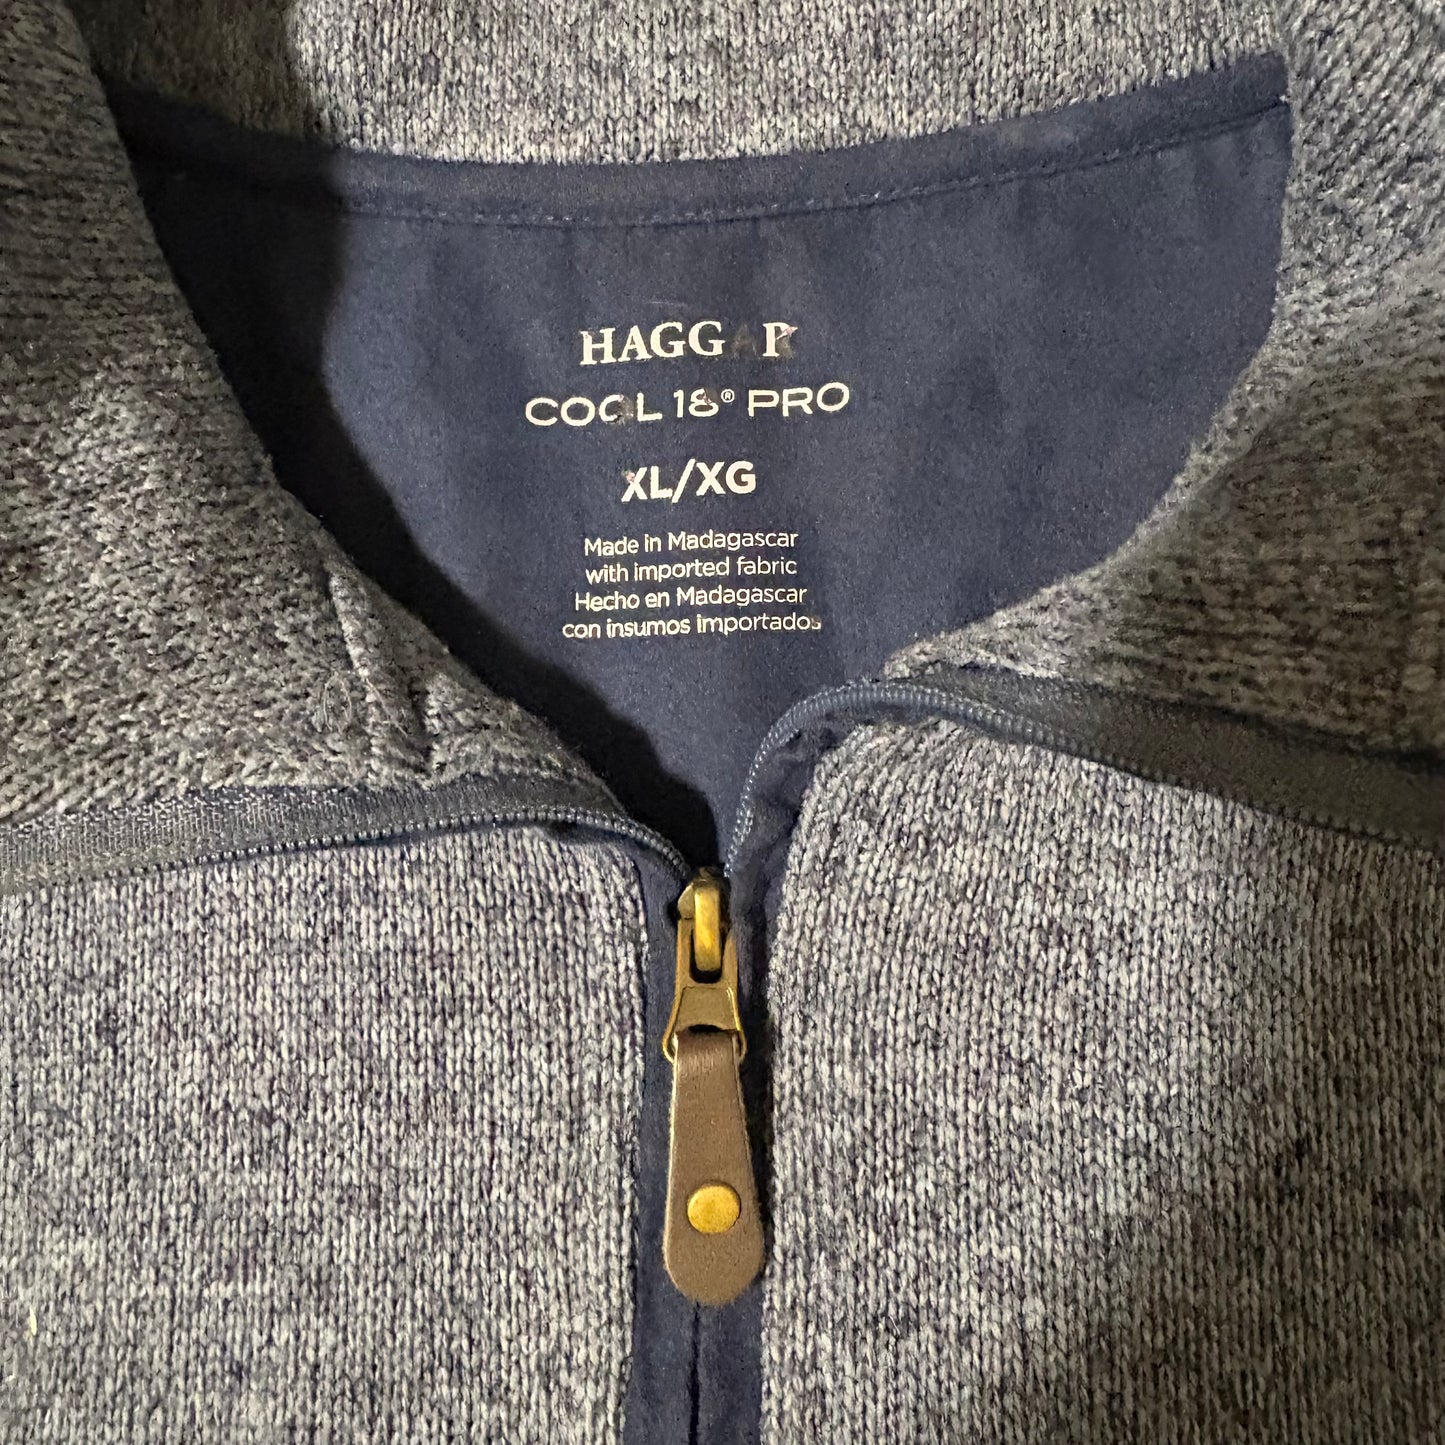 HAGGAR
COOL 18® PRO
XL/XG
Made in Madagascar
with imported fabric
Hecho en Madagascar
con insumos importados